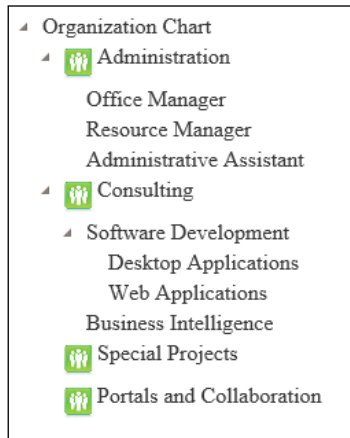 Organization Chart
Administration
Office Manager
Resource Manager
Administrative Assistant
Consulting
Software Development
Desktop Applications
Web Applications
Business Intelligence
Special Projects
Portals and Collaboration